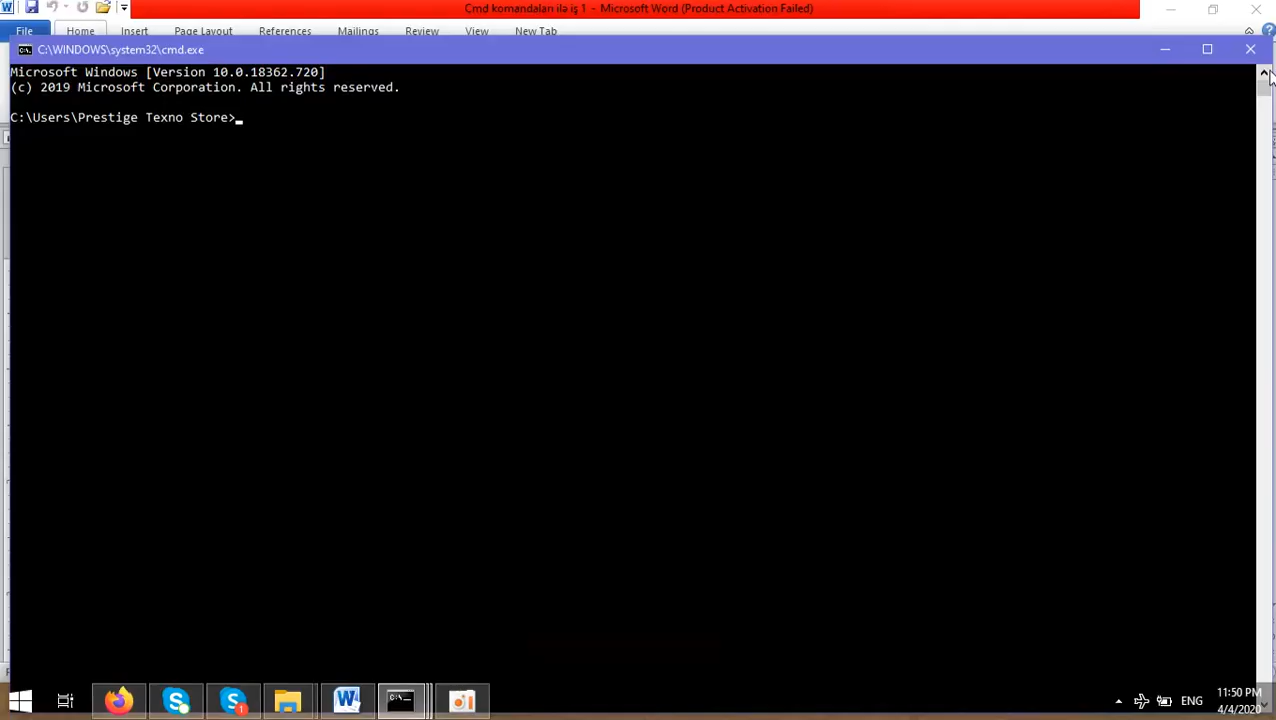 Cmd komandaları ilə iş 1 - Microsoft Word (Product Activation Failed)
File Home Insert Page Layout References Mailings Review View New Tab
C:\WINDOWS\system32\cmd.exe
Microsoft Windows [Version 10.0.18362.720]
(c) 2019 Microsoft Corporation. All rights reserved.
C:\Users\Prestige Texno Store>
1
ENG
11:50 PM
4/4/2020